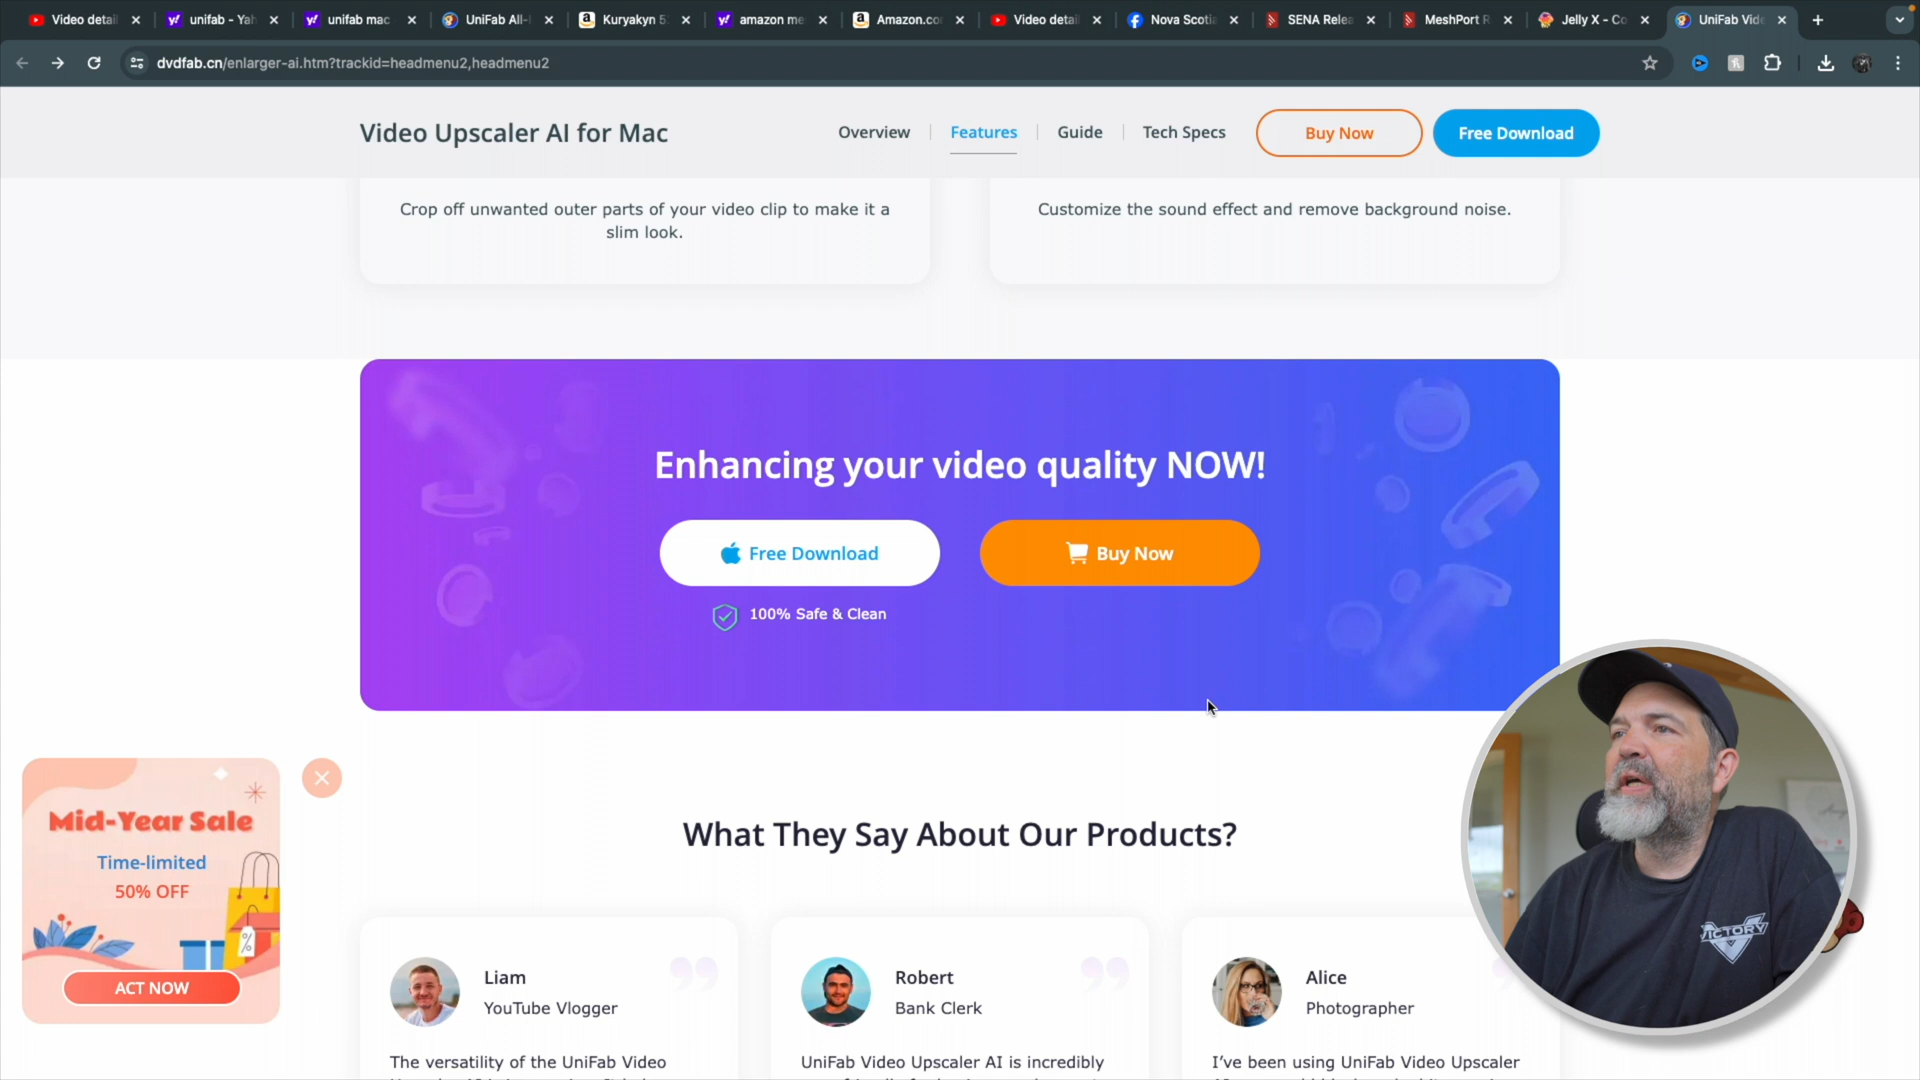 Video detail
unifab - Yah
unifab mac
UniFab All-
Kuryakyn 5
amazon me
Amazon.co
Video detail
Nova Scotia
SENA Relea
MeshPort R
Jelly X - Co
UniFab Vide
dvdfab.cn/enlarger-ai.htm?trackid=headmenu2,headmenu2
Video Upscaler AI for Mac
Overview
Features
Guide
Tech Specs
Buy Now
Free Download
Crop off unwanted outer parts of your video clip to make it a
slim look.
Customize the sound effect and remove background noise.
Enhancing your video quality NOW!
Free Download
Buy Now
100% Safe & Clean
Mid-Year Sale
Time-limited
50% OFF
%
ACT NOW
What They Say About Our Products?
VICTORY
Liam
YouTube Vlogger
The versatility of the UniFab Video
Robert
Bank Clerk
UniFab Video Upscaler AI is incredibly
Alice
Photographer
I've been using UniFab Video Upscaler